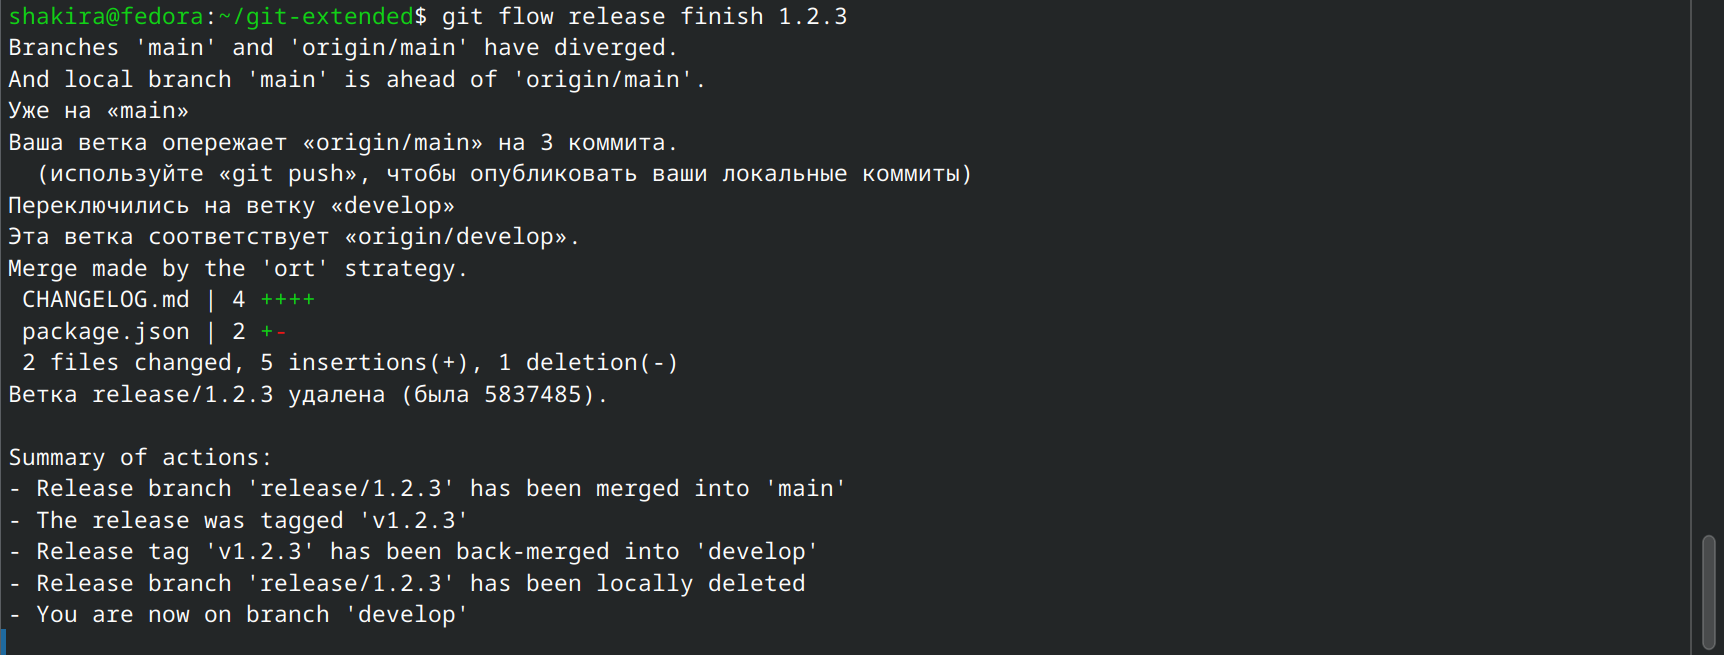 shakira@fedora:~/git-extended$ git flow release finish 1.2.3
Branches 'main' and 'origin/main' have diverged.
And local branch 'main' is ahead of 'origin/main'.
Уже на «main»
Ваша ветка опережает «origin/main» на 3 коммита.
  (используйте «git push», чтобы опубликовать ваши локальные коммиты)
Переключились на ветку «develop»
Эта ветка соответствует «origin/develop».
Merge made by the 'ort' strategy.
 CHANGELOG.md | 4 ++++
 package.json | 2 +-
 2 files changed, 5 insertions(+), 1 deletion(-)
Ветка release/1.2.3 удалена (была 5837485).

Summary of actions:
- Release branch 'release/1.2.3' has been merged into 'main'
- The release was tagged 'v1.2.3'
- Release tag 'v1.2.3' has been back-merged into 'develop'
- Release branch 'release/1.2.3' has been locally deleted
- You are now on branch 'develop'